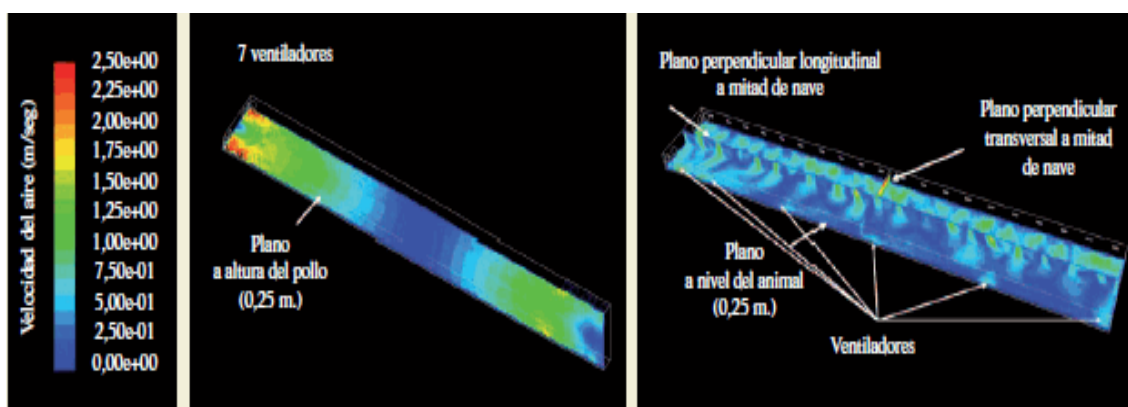 Velocidad del aire (m/seg)
2,50e+00
2,25e+00
2,00e+00
1,75e+00
1,50e+00
1,25e+00
1,00e+00
7,50e-01
5,00e-01
2,50e-01
0,00e+00
7 ventiladores
Plano
a altura del pollo
(0,25 m.)
Plano perpendicular longitudinal
a mitad de nave
Plano perpendicular
transversal a mitad
de nave
Plano
a nivel del animal
(0,25 m.)
Ventiladores